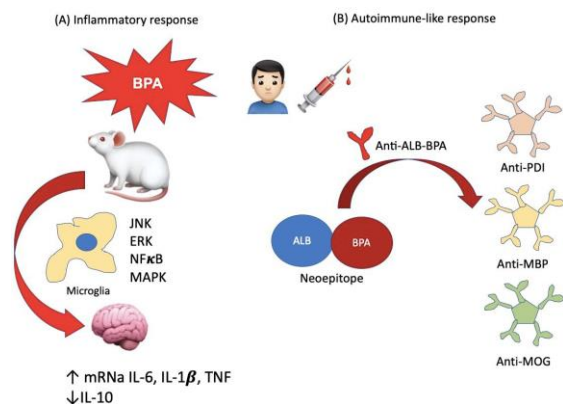 (A) Inflammatory response
BPA
JNK
ERK
NFκB
MAPK
Microglia
↑ mRNa IL-6, IL-1β, TNF
↓IL-10
(B) Autoimmune-like response
Anti-ALB-BPA
ALB
BPA
Neoepitope
Anti-PDI
Anti-MBP
Anti-MOG